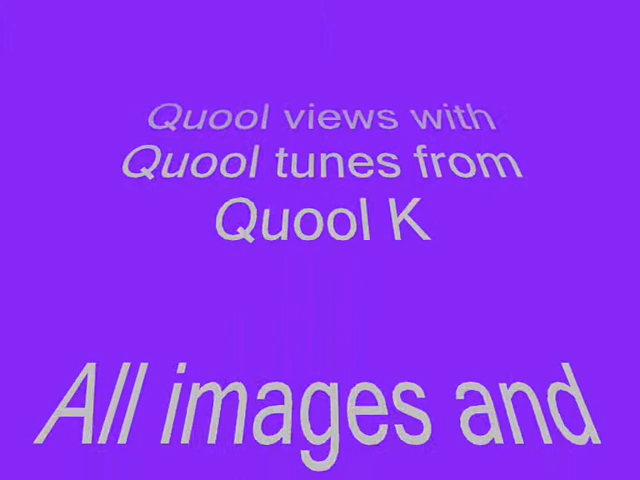 Quool views with
Quool tunes from
Quool K
All images and